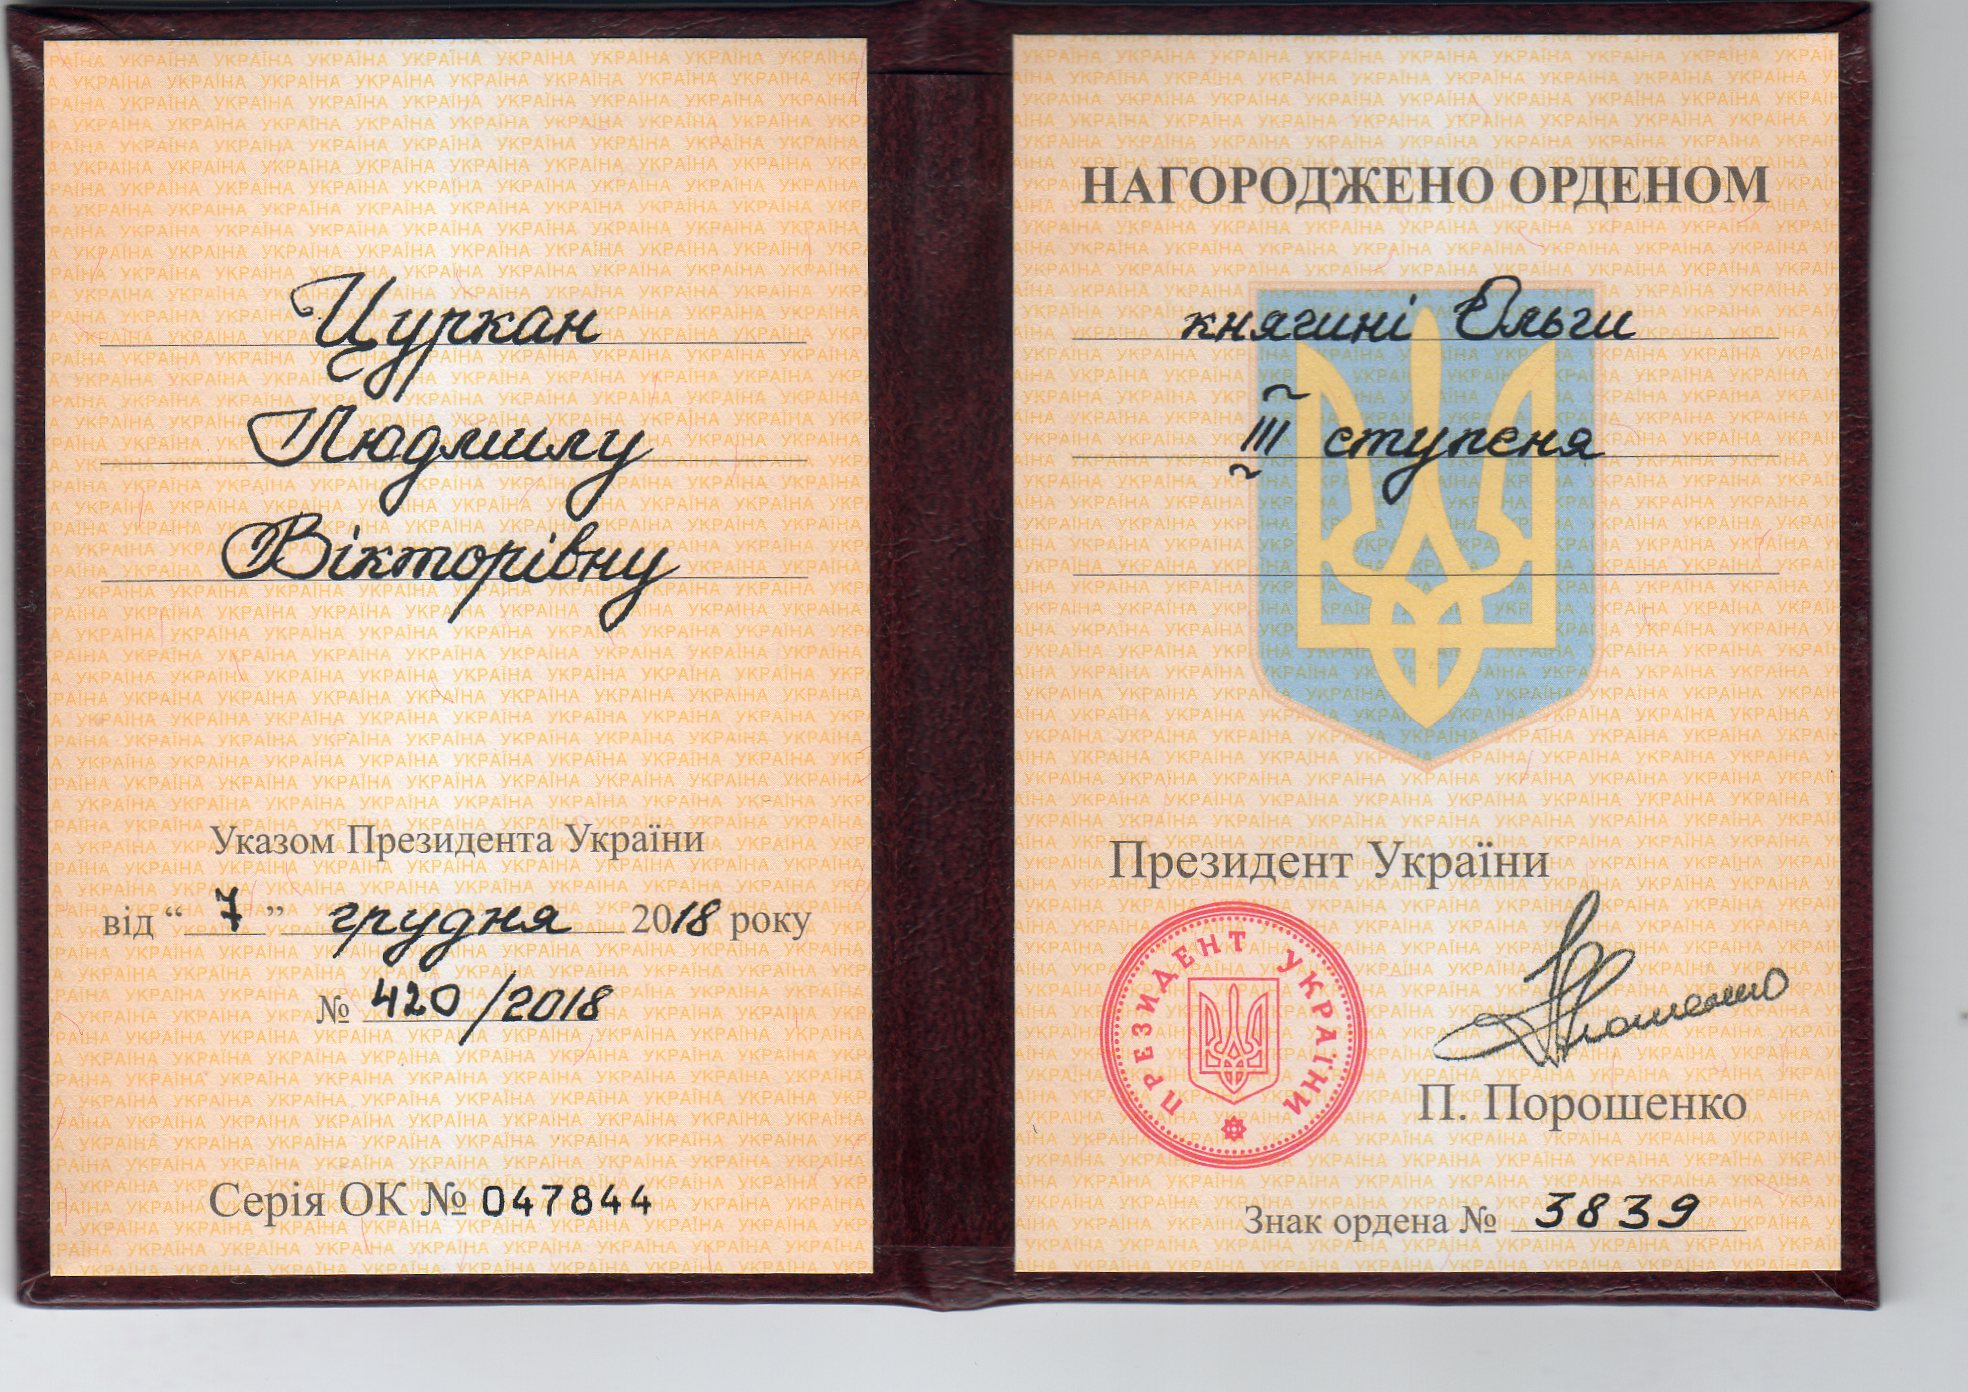 Цуркан
Людмилу
Вікторівну
Указом Президента України
від “ 7 ” грудня 2018 року
№ 420/2018
Серія ОК № 047844
НАГОРОДЖЕНО ОРДЕНОМ
княгині Ольги
III ступеня
Президент України
ПРЕЗИДЕНТ УКРАЇНИ
П. Порошенко
Знак ордена № 3839